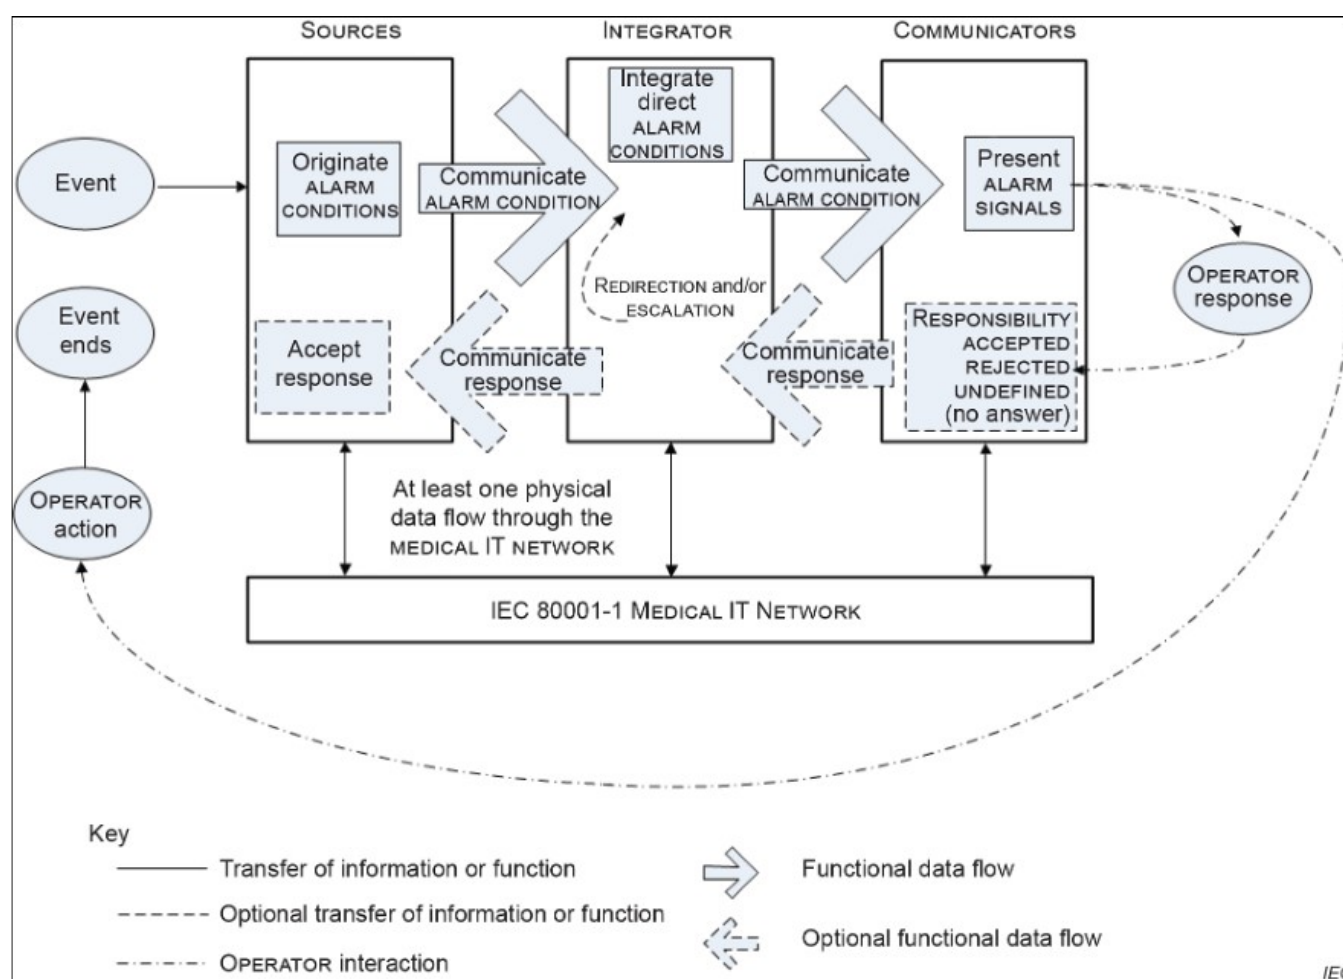 SOURCES
INTEGRATOR
COMMUNICATORS
Event
Originate
ALARM
CONDITIONS
Communicate
ALARM CONDITION
Integrate
direct
ALARM
CONDITIONS
Communicate
ALARM CONDITION
Present
ALARM
SIGNALS
OPERATOR
response
REDIRECTION and/or
ESCALATION
Event
ends
Accept
response
Communicate
response
Communicate
response
RESPONSIBILITY
ACCEPTED
REJECTED
UNDEFINED
(no answer)
OPERATOR
action
At least one physical
data flow through the
MEDICAL IT NETWORK
IEC 80001-1 MEDICAL IT NETWORK
Key
Transfer of information or function
Optional transfer of information or function
OPERATOR interaction
Functional data flow
Optional functional data flow